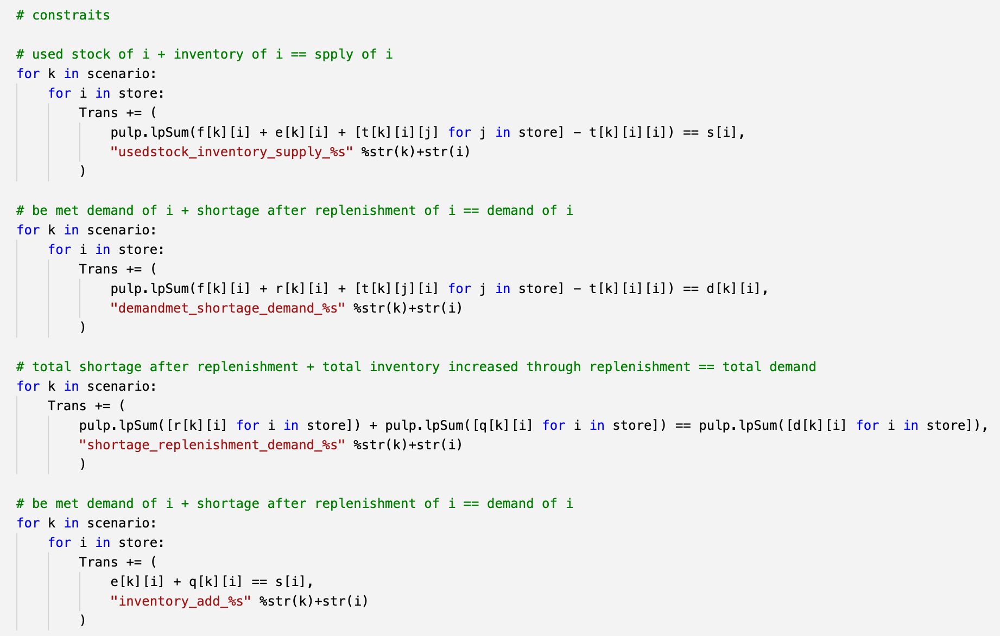 # constraits

# used stock of i + inventory of i == spply of i
for k in scenario:
    for i in store:
        Trans += (
            pulp.lpSum(f[k][i] + e[k][i] + [t[k][i][j] for j in store] - t[k][i][i]) == s[i],
            "usedstock_inventory_supply_%s" %str(k)+str(i)
        )

# be met demand of i + shortage after replenishment of i == demand of i
for k in scenario:
    for i in store:
        Trans += (
            pulp.lpSum(f[k][i] + r[k][i] + [t[k][j][i] for j in store] - t[k][i][i]) == d[k][i],
            "demandmet_shortage_demand_%s" %str(k)+str(i)
        )

# total shortage after replenishment + total inventory increased through replenishment == total demand
for k in scenario:
    Trans += (
        pulp.lpSum([r[k][i] for i in store]) + pulp.lpSum([q[k][i] for i in store]) == pulp.lpSum([d[k][i] for i in store]),
        "shortage_replenishment_demand_%s" %str(k)+str(i)
        )

# be met demand of i + shortage after replenishment of i == demand of i
for k in scenario:
    for i in store:
        Trans += (
            e[k][i] + q[k][i] == s[i],
            "inventory_add_%s" %str(k)+str(i)
        )